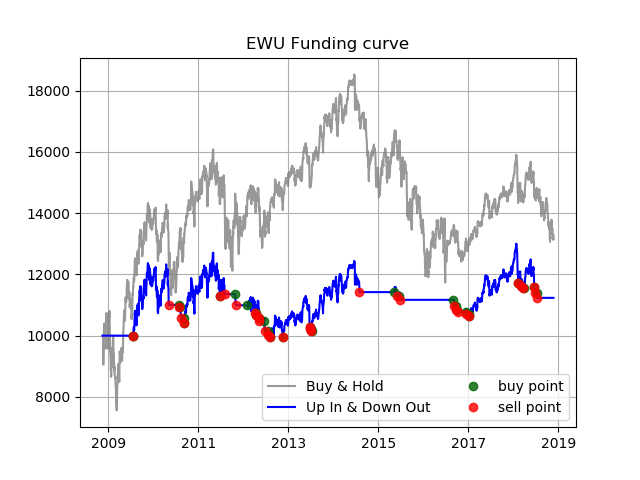 EWU Funding curve
18000
16000
14000
12000
10000
8000
Buy & Hold
Up In & Down Out
buy point
sell point
2009 2011 2013 2015 2017 2019